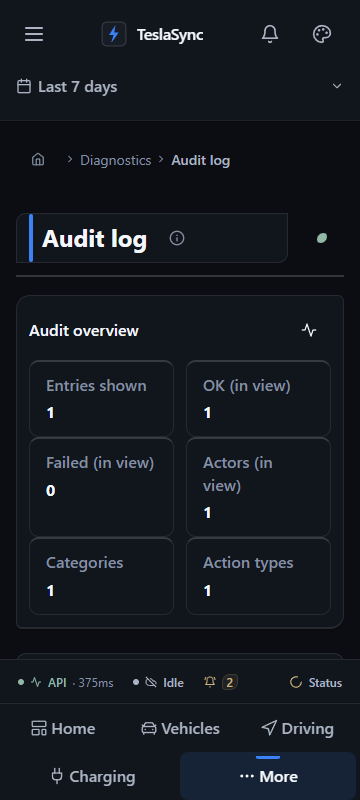 TeslaSync
Last 7 days
Diagnostics Audit log
Audit log
Audit overview
Entries shown
1
OK (in view)
1
Failed (in view)
0
Actors (in
view)
1
Categories
1
Action types
1
API · 375ms Idle 2 Status
Home Vehicles Driving
Charging More